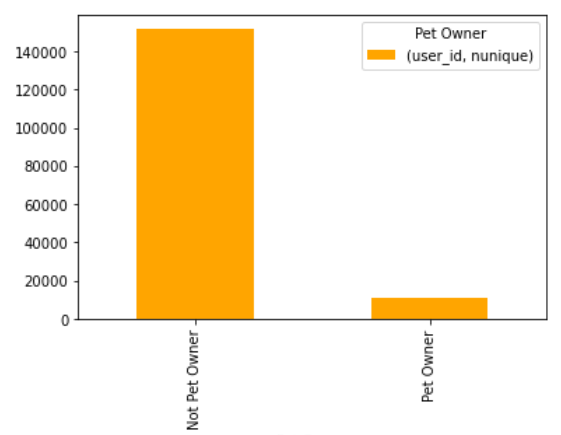 Pet Owner
(user_id, nunique)
140000
120000
100000
80000
60000
40000
20000
0
Not Pet Owner
Pet Owner